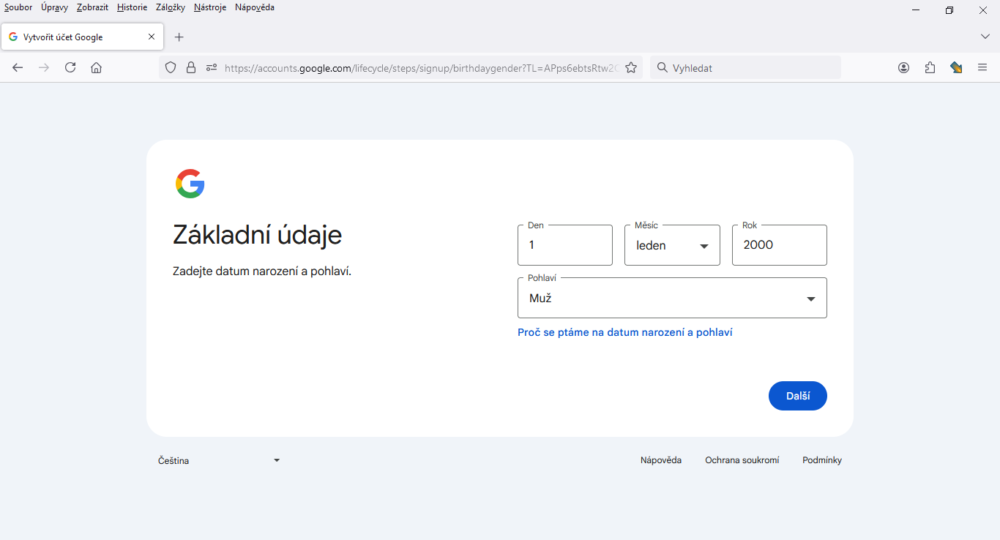 Soubor Úpravy Zobrazit Historie Záložky Nástroje Nápověda
Vytvořit účet Google
https://accounts.google.com/lifecycle/steps/signup/birthdaygender?TL=APps6ebtsRtw2
Vyhledat
Základní údaje
Zadejte datum narození a pohlaví.
Den Měsíc Rok
1 leden 2000
Pohlaví
Muž
Proč se ptáme na datum narození a pohlaví
Další
Čeština Nápověda Ochrana soukromí Podmínky